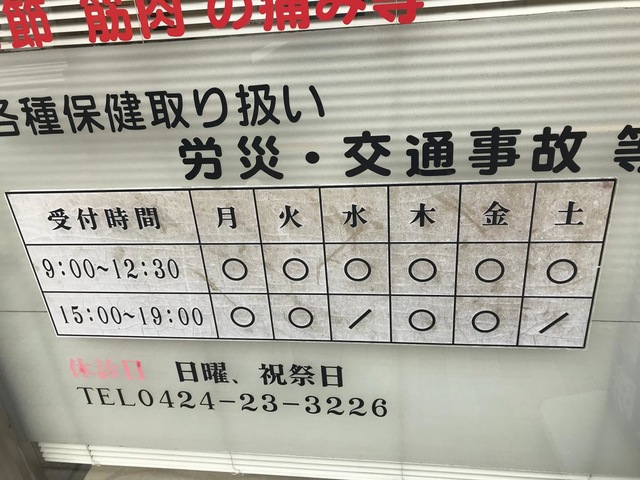 節 筋肉 の痛み等
各種保健取り扱い
労災・交通事故 等
受付時間 月 火 水 木 金 土
9:00~12:30 ○ ○ ○ ○ ○ ○
15:00~19:00 ○ ○ / ○ ○ /
休診日 日曜、祝祭日
TEL0424-23-3226